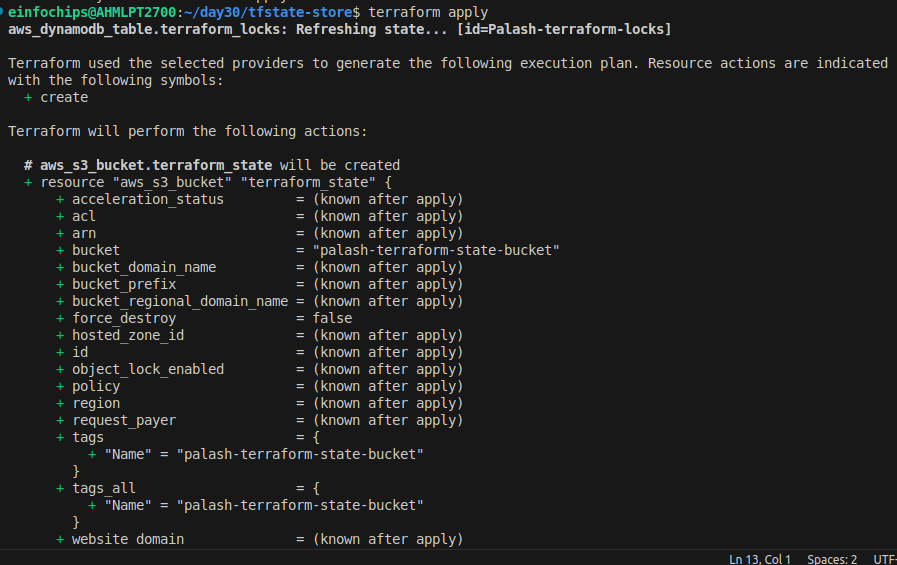 einfochips@AHMLPT2700:~/day30/tfstate-store$ terraform apply
aws_dynamodb_table.terraform_locks: Refreshing state... [id=Palash-terraform-locks]

Terraform used the selected providers to generate the following execution plan. Resource actions are indicated
with the following symbols:
  + create

Terraform will perform the following actions:

  # aws_s3_bucket.terraform_state will be created
  + resource "aws_s3_bucket" "terraform_state" {
      + acceleration_status         = (known after apply)
      + acl                         = (known after apply)
      + arn                         = (known after apply)
      + bucket                      = "palash-terraform-state-bucket"
      + bucket_domain_name          = (known after apply)
      + bucket_prefix               = (known after apply)
      + bucket_regional_domain_name = (known after apply)
      + force_destroy               = false
      + hosted_zone_id              = (known after apply)
      + id                          = (known after apply)
      + object_lock_enabled         = (known after apply)
      + policy                      = (known after apply)
      + region                      = (known after apply)
      + request_payer               = (known after apply)
      + tags                        = {
          + "Name" = "palash-terraform-state-bucket"
        }
      + tags_all                    = {
          + "Name" = "palash-terraform-state-bucket"
        }
      + website domain              = (known after apply)
Ln 13, Col 1 Spaces: 2 UTF-